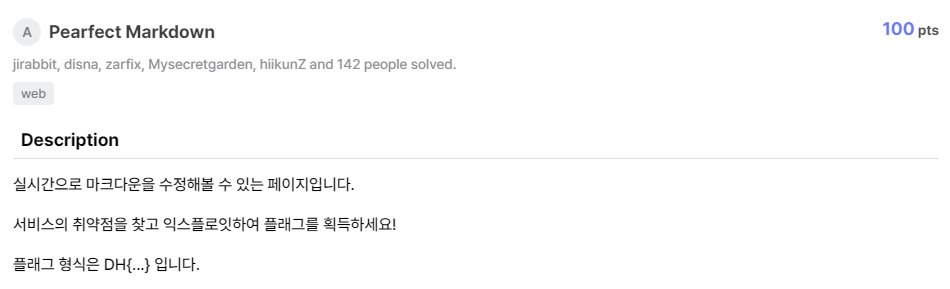 A Pearfect Markdown 100 pts
jirabbit, disna, zarfix, Mysecretgarden, hiikunZ and 142 people solved.
web
Description
실시간으로 마크다운을 수정해볼 수 있는 페이지입니다.
서비스의 취약점을 찾고 익스플로잇하여 플래그를 획득하세요!
플래그 형식은 DH{...} 입니다.